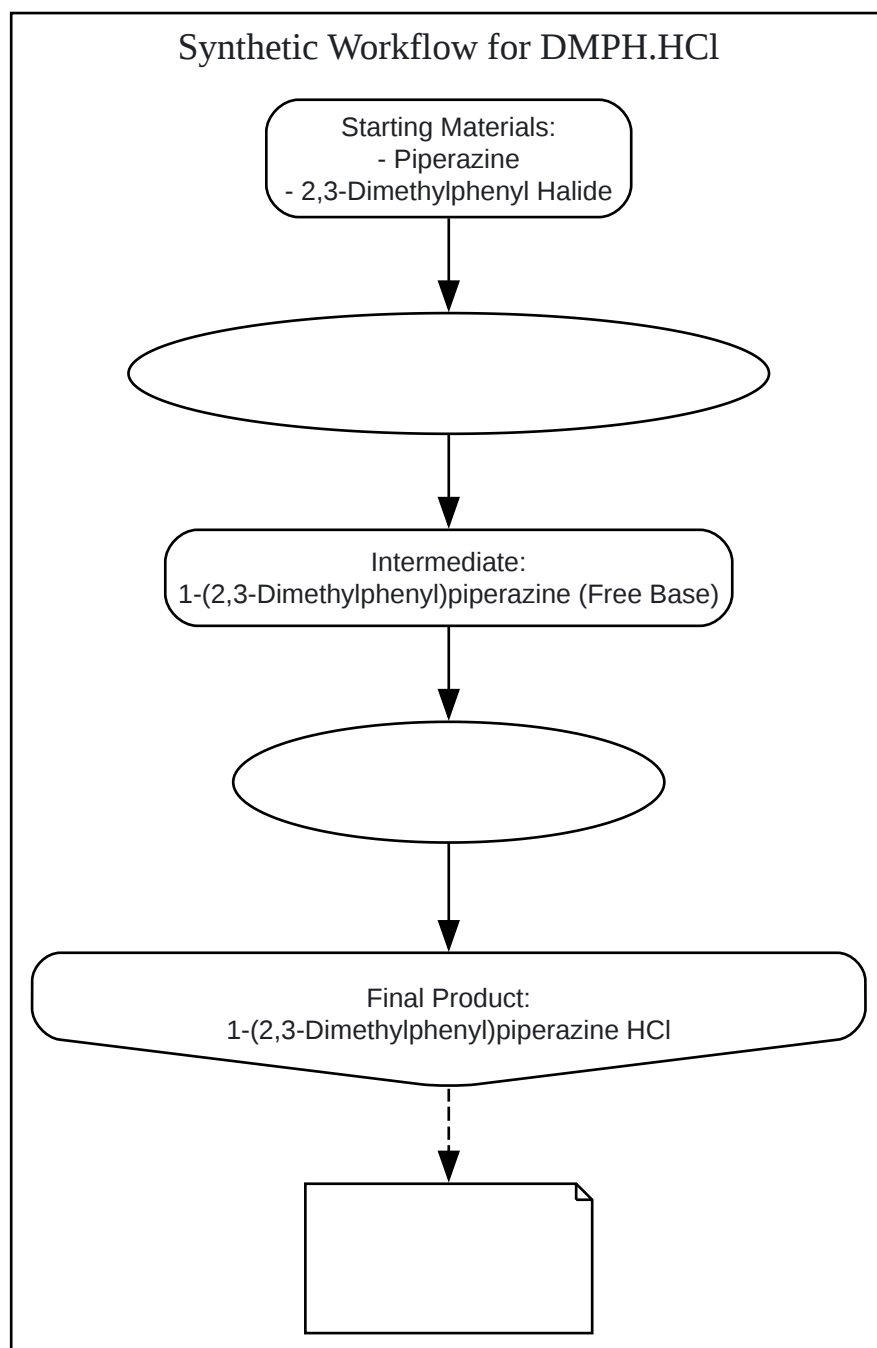 Synthetic Workflow for DMPH.HCl
Starting Materials:
- Piperazine
- 2,3-Dimethylphenyl Halide
Intermediate:
1-(2,3-Dimethylphenyl)piperazine (Free Base)
Final Product:
1-(2,3-Dimethylphenyl)piperazine HCl